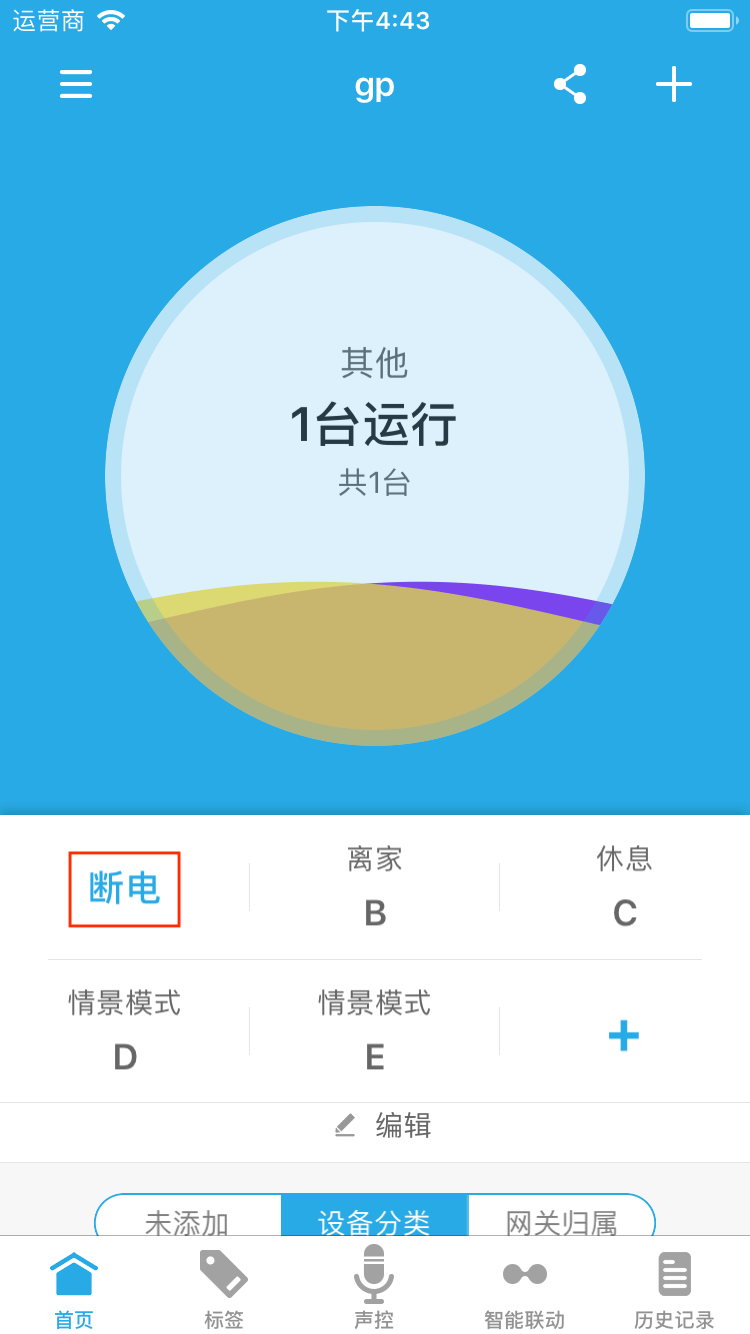 运营商 下午4:43
gp
其他
1台运行
共1台
断电 离家 休息
B C
情景模式 情景模式
D E
编辑
未添加 设备分类 网关归属
首页 标签 声控 智能联动 历史记录